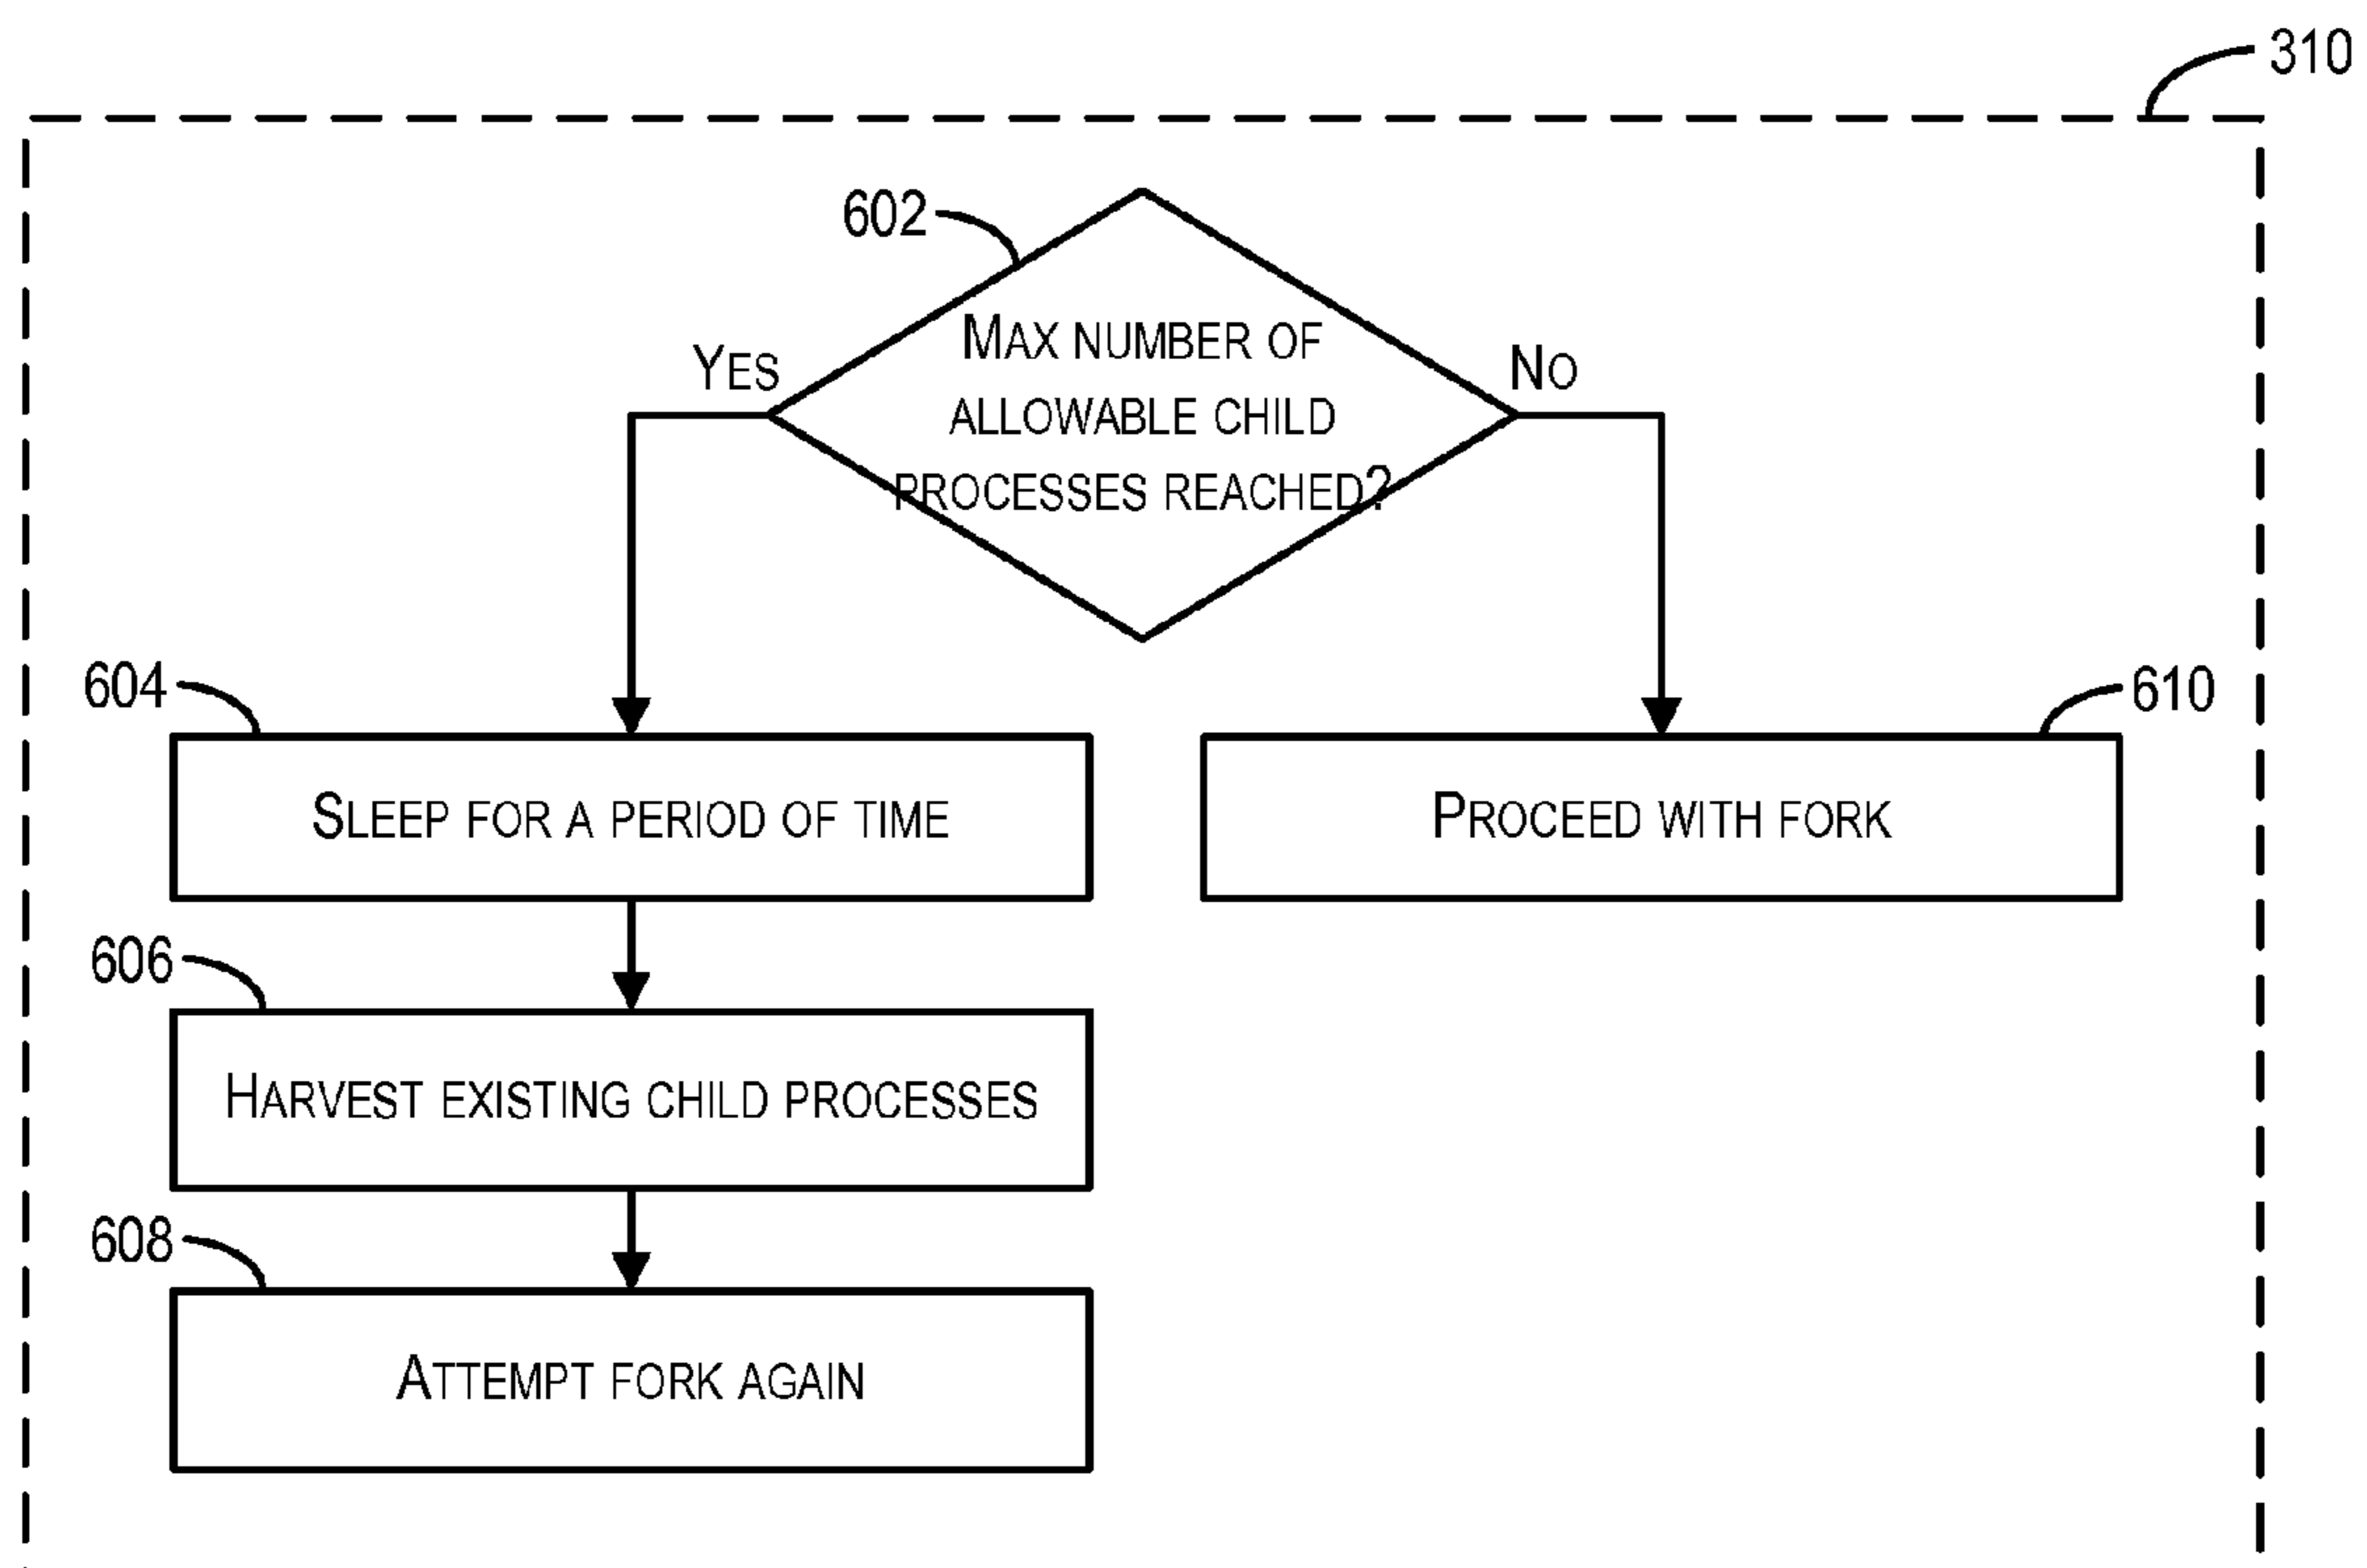 310
602
Max number of
allowable child
processes reached?
Yes
No
604
610
Sleep for a period of time
Proceed with fork
606
Harvest existing child processes
608
Attempt fork again